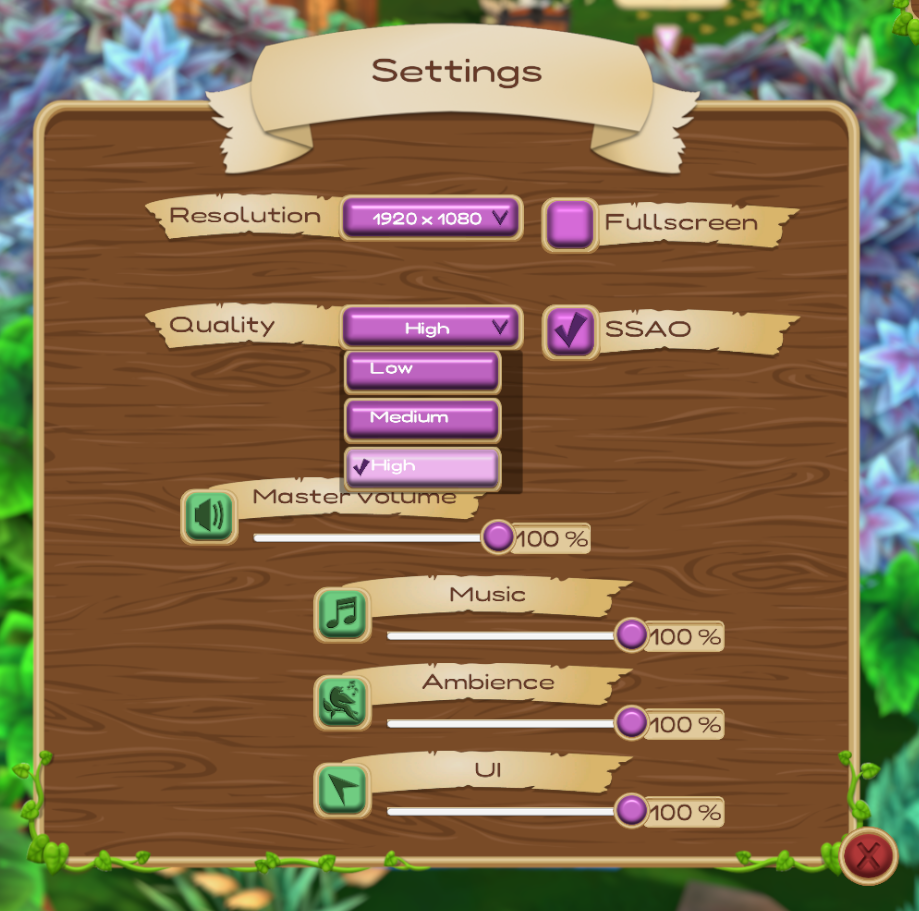 Settings
Resolution
1920 x 1080
Fullscreen
Quality
High
SSAO
Low
Medium
High
Master Volume
100 %
Music
100 %
Ambience
100 %
UI
100 %
X